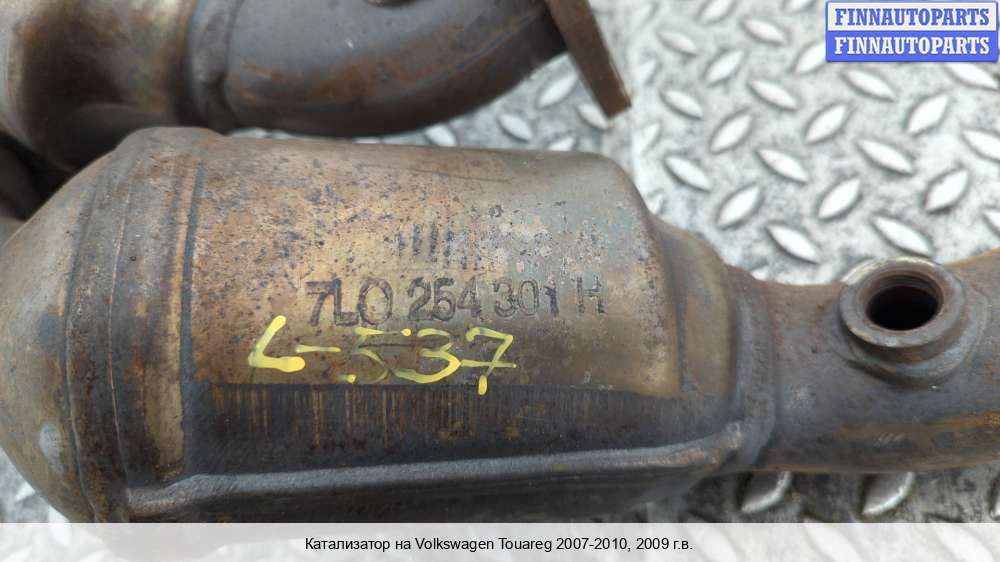 FINNAUTOPARTS
FINNAUTOPARTS
7L0 254 301 H
L-537
Катализатор на Volkswagen Touareg 2007-2010, 2009 г.в.